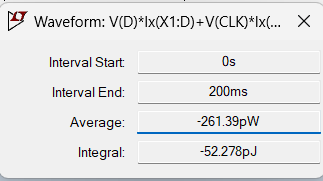 Waveform: V(D)*Ix(X1:D)+V(CLK)*Ix(...
Interval Start: 0s
Interval End: 200ms
Average: -261.39pW
Integral: -52.278pJ